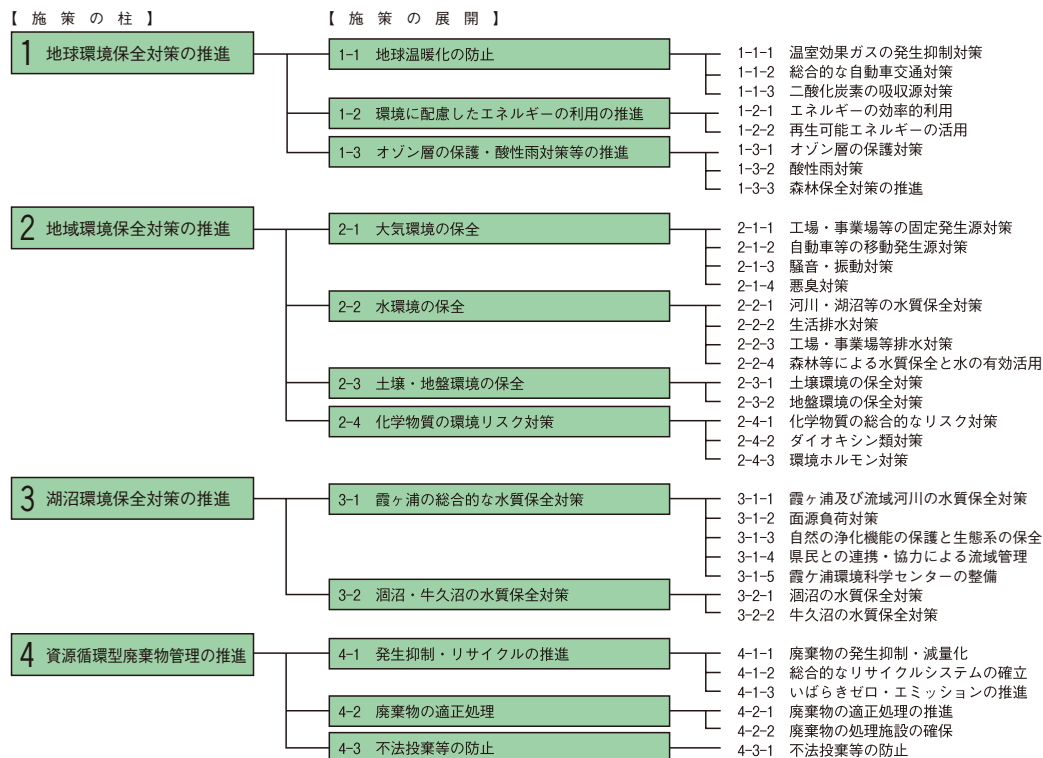 【施策の柱】 【施策の展開】
1 地球環境保全対策の推進
1-1 地球温暖化の防止
1-1-1 温室効果ガスの発生抑制対策
1-1-2 総合的な自動車交通対策
1-1-3 二酸化炭素の吸収源対策
1-2 環境に配慮したエネルギーの利用の推進
1-2-1 エネルギーの効率的利用
1-2-2 再生可能エネルギーの活用
1-3 オゾン層の保護・酸性雨対策等の推進
1-3-1 オゾン層の保護対策
1-3-2 酸性雨対策
1-3-3 森林保全対策の推進
2 地域環境保全対策の推進
2-1 大気環境の保全
2-1-1 工場・事業場等の固定発生源対策
2-1-2 自動車等の移動発生源対策
2-1-3 騒音・振動対策
2-1-4 悪臭対策
2-2 水環境の保全
2-2-1 河川・湖沼等の水質保全対策
2-2-2 生活排水対策
2-2-3 工場・事業場等排水対策
2-2-4 森林等による水質保全と水の有効活用
2-3 土壌・地盤環境の保全
2-3-1 土壌環境の保全対策
2-3-2 地盤環境の保全対策
2-4 化学物質の環境リスク対策
2-4-1 化学物質の総合的なリスク対策
2-4-2 ダイオキシン類対策
2-4-3 環境ホルモン対策
3 湖沼環境保全対策の推進
3-1 霞ヶ浦の総合的な水質保全対策
3-1-1 霞ヶ浦及び流域河川の水質保全対策
3-1-2 面源負荷対策
3-1-3 自然の浄化機能の保護と生態系の保全
3-1-4 県民との連携・協力による流域管理
3-1-5 霞ケ浦環境科学センターの整備
3-2 涸沼・牛久沼の水質保全対策
3-2-1 涸沼の水質保全対策
3-2-2 牛久沼の水質保全対策
4 資源循環型廃棄物管理の推進
4-1 発生抑制・リサイクルの推進
4-1-1 廃棄物の発生抑制・減量化
4-1-2 総合的なリサイクルシステムの確立
4-1-3 いばらきゼロ・エミッションの推進
4-2 廃棄物の適正処理
4-2-1 廃棄物の適正処理の推進
4-2-2 廃棄物の処理施設の確保
4-3 不法投棄等の防止
4-3-1 不法投棄等の防止